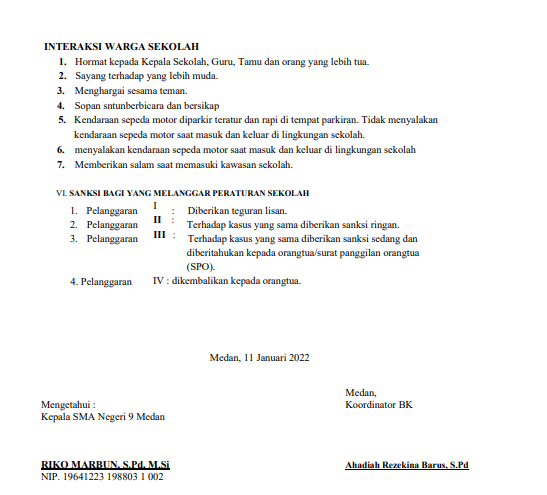 INTERAKSI WARGA SEKOLAH
1. Hormat kepada Kepala Sekolah, Guru, Tamu dan orang yang lebih tua.
2. Sayang terhadap yang lebih muda.
3. Menghargai sesama teman.
4. Sopan sntunberbicara dan bersikap
5. Kendaraan sepeda motor diparkir teratur dan rapi di tempat parkiran. Tidak menyalakan
kendaraan sepeda motor saat masuk dan keluar di lingkungan sekolah.
6. menyalakan kendaraan sepeda motor saat masuk dan keluar di lingkungan sekolah
7. Memberikan salam saat memasuki kawasan sekolah.
VI. SANKSI BAGI YANG MELANGGAR PERATURAN SEKOLAH
1. Pelanggaran I : Diberikan teguran lisan.
2. Pelanggaran II : Terhadap kasus yang sama diberikan sanksi ringan.
3. Pelanggaran III : Terhadap kasus yang sama diberikan sanksi sedang dan
diberitahukan kepada orangtua/surat panggilan orangtua
(SPO).
4. Pelanggaran IV : dikembalikan kepada orangtua.
Medan, 11 Januari 2022
Medan,
Mengetahui :
Koordinator BK
Kepala SMA Negeri 9 Medan
RIKO MARBUN, S.Pd, M.Si
Ahadiah Rezekina Barus, S.Pd
NIP. 19641223 198803 1 002